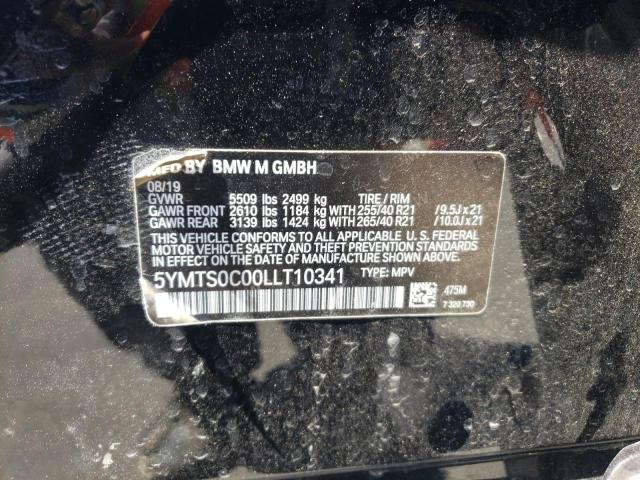 MFD BY BMW M GMBH
08/19
GVWR 5509 lbs 2499 kg TIRE / RIM
GAWR FRONT 2610 lbs 1184 kg WITH 255/40 R21 /9.5J x 21
GAWR REAR 3139 lbs 1424 kg WITH 265/40 R21 /10.0J x 21
THIS VEHICLE CONFORMS TO ALL APPLICABLE U. S. FEDERAL
MOTOR VEHICLE SAFETY AND THEFT PREVENTION STANDARDS
IN EFFECT ON THE DATE OF MANUFACTURE SHOWN ABOVE.
5YMTS0C00LLT10341 TYPE: MPV
475M
7 320 730